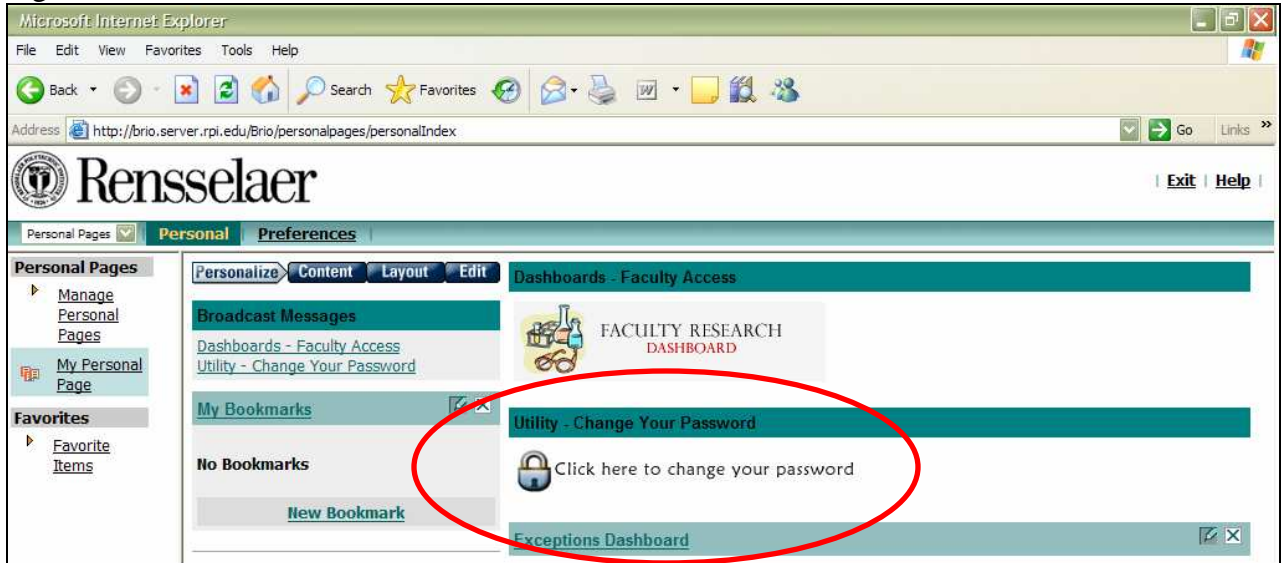 Microsoft Internet Explorer
File Edit View Favorites Tools Help
Back Search Favorites
Address http://brio.server.rpi.edu/Brio/personalpages/personalIndex Go Links »
Rensselaer
| Exit | Help |
Personal Pages Personal | Preferences |
Personal Pages
Manage
Personal
Pages
My Personal
Page
Favorites
Favorite
Items
Personalize Content Layout Edit
Broadcast Messages
Dashboards - Faculty Access
Utility - Change Your Password
My Bookmarks
No Bookmarks
New Bookmark
Dashboards - Faculty Access
FACULTY RESEARCH
DASHBOARD
Utility - Change Your Password
Click here to change your password
Exceptions Dashboard